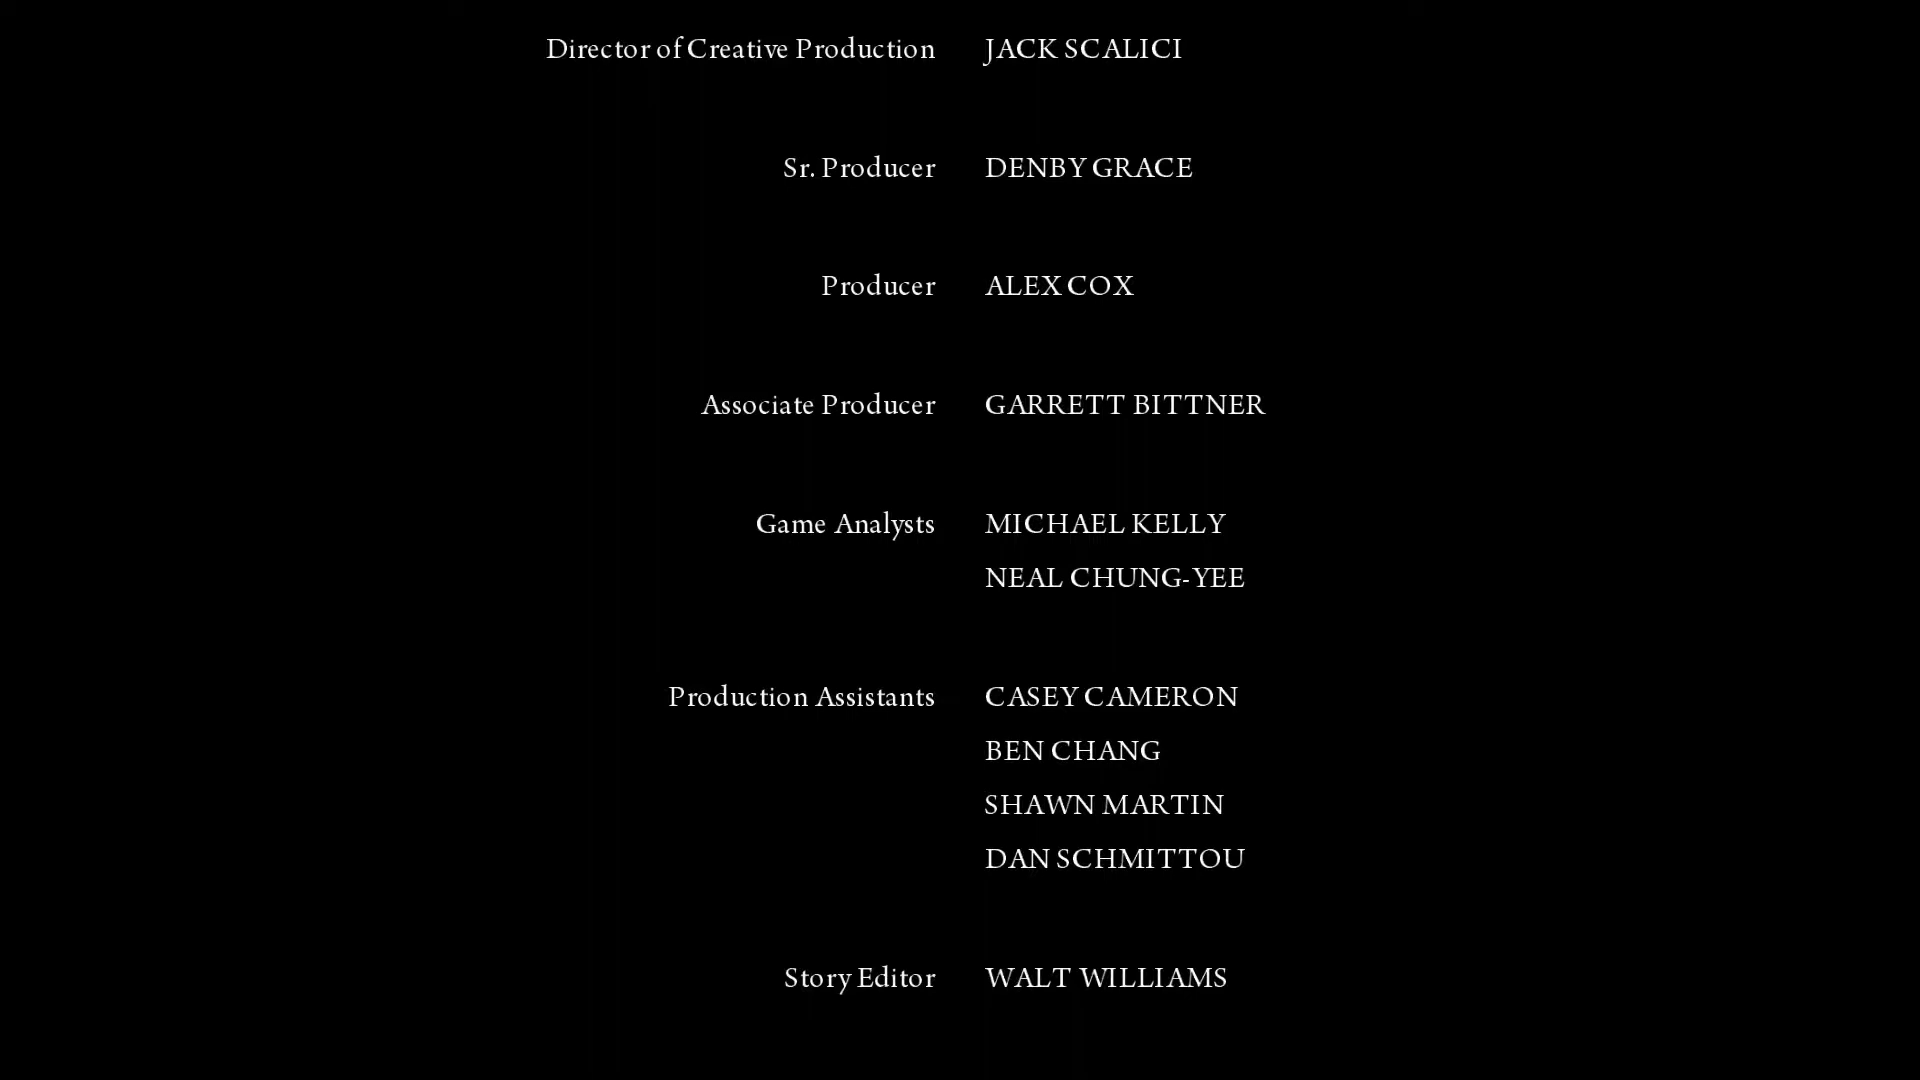 Director of Creative Production JACK SCALICI
Sr. Producer DENBY GRACE
Producer ALEX COX
Associate Producer GARRETT BITTNER
Game Analysts MICHAEL KELLY
NEAL CHUNG-YEE
Production Assistants CASEY CAMERON
BEN CHANG
SHAWN MARTIN
DAN SCHMITTOU
Story Editor WALT WILLIAMS